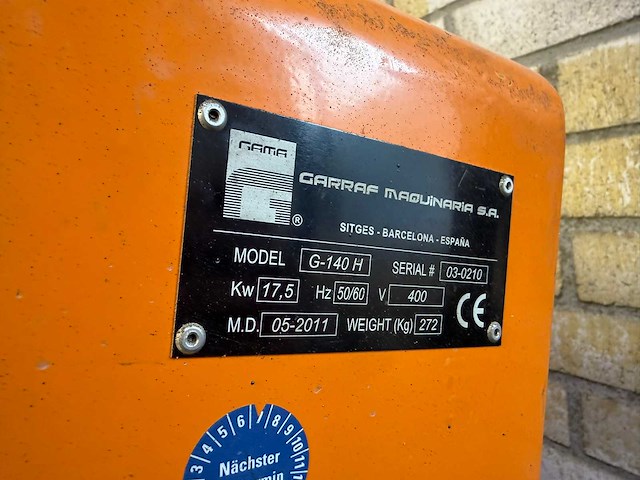 GAMA
GARRAF MAQUINARIA S.A.
®
SITGES - BARCELONA - ESPAÑA
MODEL G-140 H SERIAL # 03-0210
Kw 17,5 Hz 50/60 V 400
M.D. 05-2011 WEIGHT (Kg) 272
CE
3 4 5 6 7 8 9 10 11
Nächster